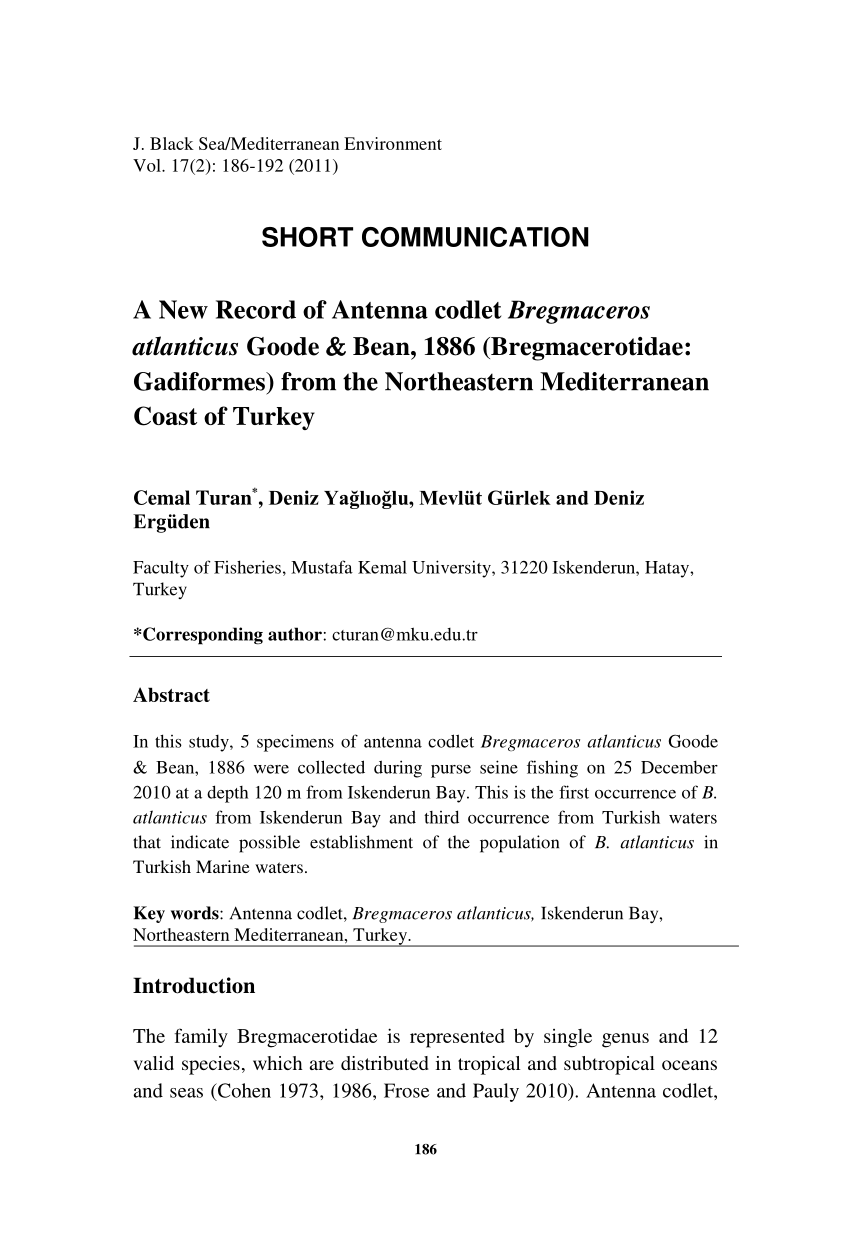 J. Black Sea/Mediterranean Environment
Vol. 17(2): 186-192 (2011)
SHORT COMMUNICATION
A New Record of Antenna codlet Bregmaceros
atlanticus Goode & Bean, 1886 (Bregmacerotidae:
Gadiformes) from the Northeastern Mediterranean
Coast of Turkey
Cemal Turan*, Deniz Yağlıoğlu, Mevlüt Gürlek and Deniz
Ergüden
Faculty of Fisheries, Mustafa Kemal University, 31220 Iskenderun, Hatay,
Turkey
*Corresponding author: cturan@mku.edu.tr
Abstract
In this study, 5 specimens of antenna codlet Bregmaceros atlanticus Goode
& Bean, 1886 were collected during purse seine fishing on 25 December
2010 at a depth 120 m from Iskenderun Bay. This is the first occurrence of B.
atlanticus from Iskenderun Bay and third occurrence from Turkish waters
that indicate possible establishment of the population of B. atlanticus in
Turkish Marine waters.
Key words: Antenna codlet, Bregmaceros atlanticus, Iskenderun Bay,
Northeastern Mediterranean, Turkey.
Introduction
The family Bregmacerotidae is represented by single genus and 12
valid species, which are distributed in tropical and subtropical oceans
and seas (Cohen 1973, 1986, Frose and Pauly 2010). Antenna codlet,
186